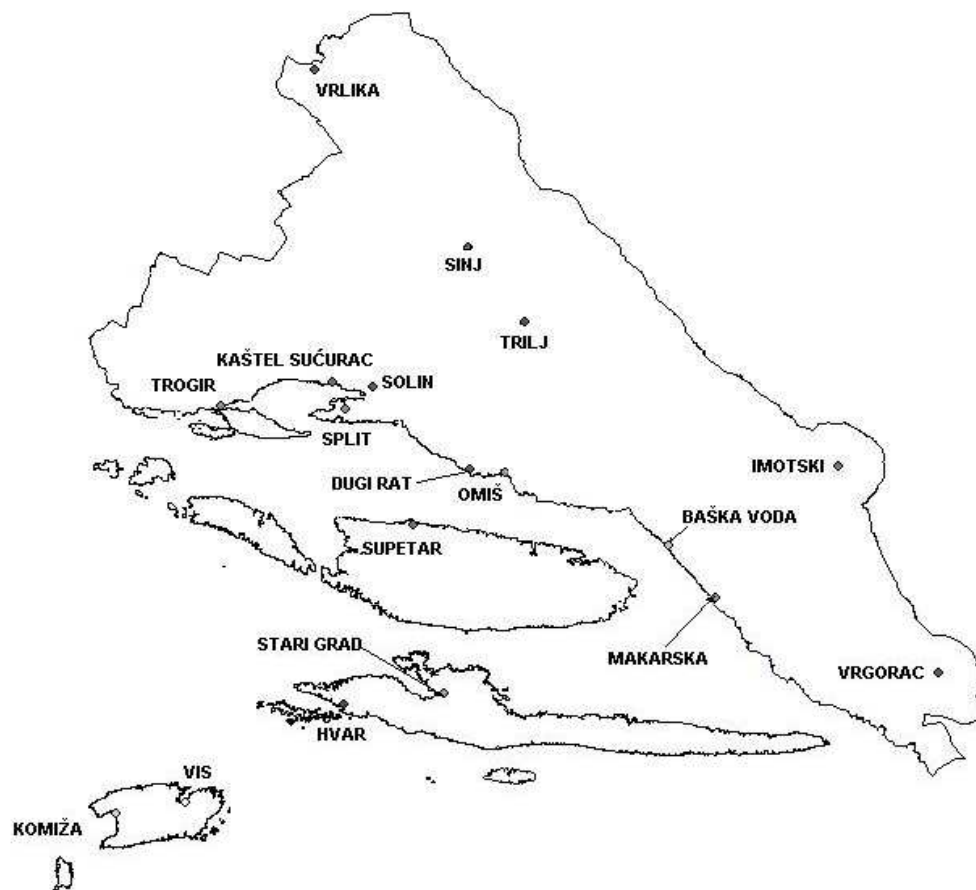 VRLIKA
SINJ
TRILJ
KAŠTEL SUĆURAC
TROGIR
SOLIN
SPLIT
IMOTSKI
DUGI RAT
OMIŠ
BAŠKA VODA
SUPETAR
STARI GRAD
MAKARSKA
VRGORAC
HVAR
VIS
KOMIŽA